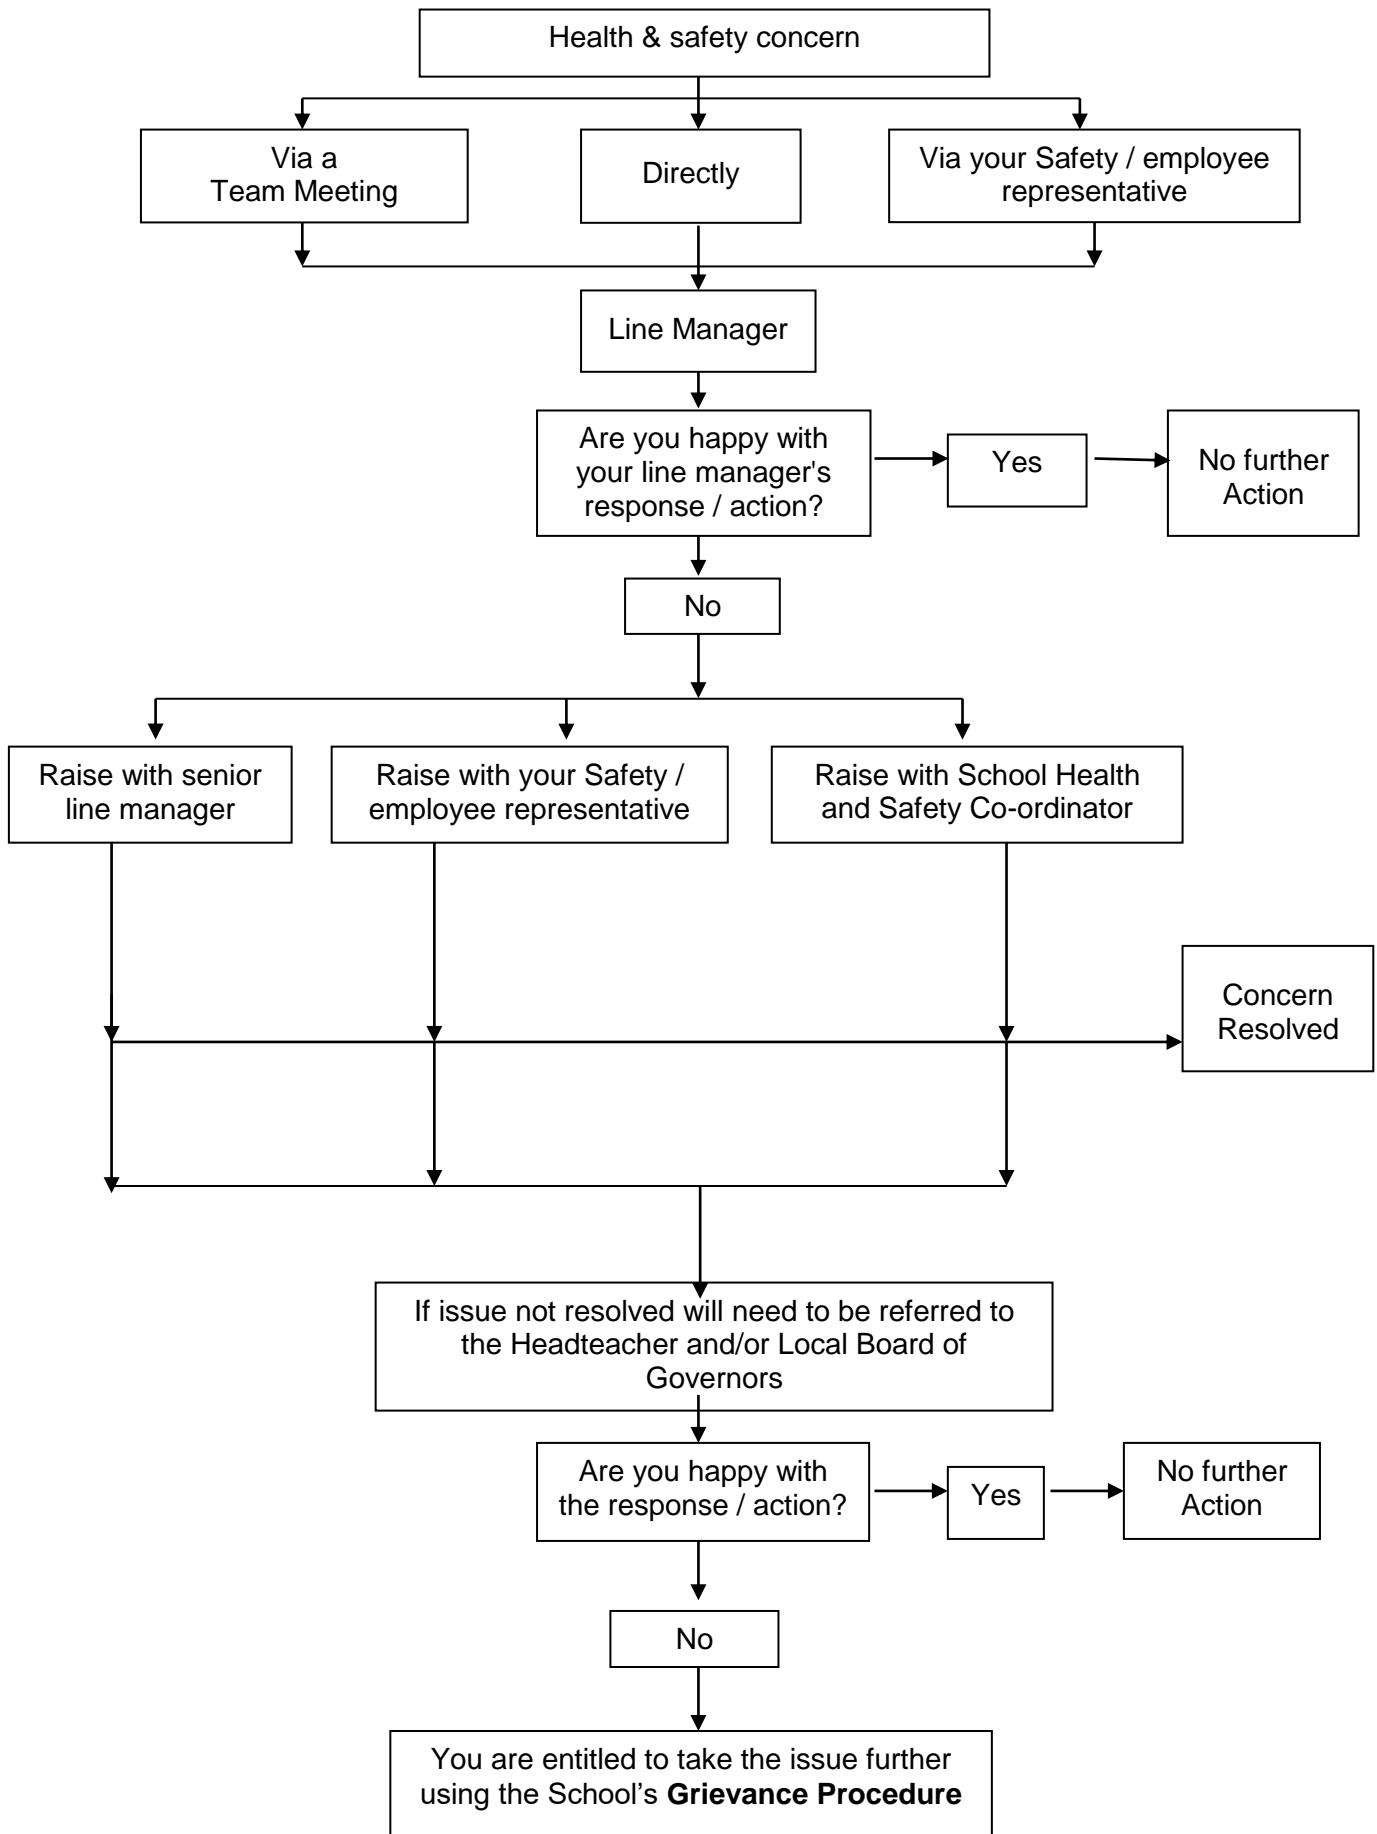 Health & safety concern
Via a
Team Meeting
Directly
Via your Safety / employee
representative
Line Manager
Are you happy with
your line manager's
response / action?
Yes
No further
Action
No
Raise with senior
line manager
Raise with your Safety /
employee representative
Raise with School Health
and Safety Co-ordinator
Concern
Resolved
If issue not resolved will need to be referred to
the Headteacher and/or Local Board of
Governors
Are you happy with
the response / action?
Yes
No further
Action
No
You are entitled to take the issue further
using the School’s Grievance Procedure